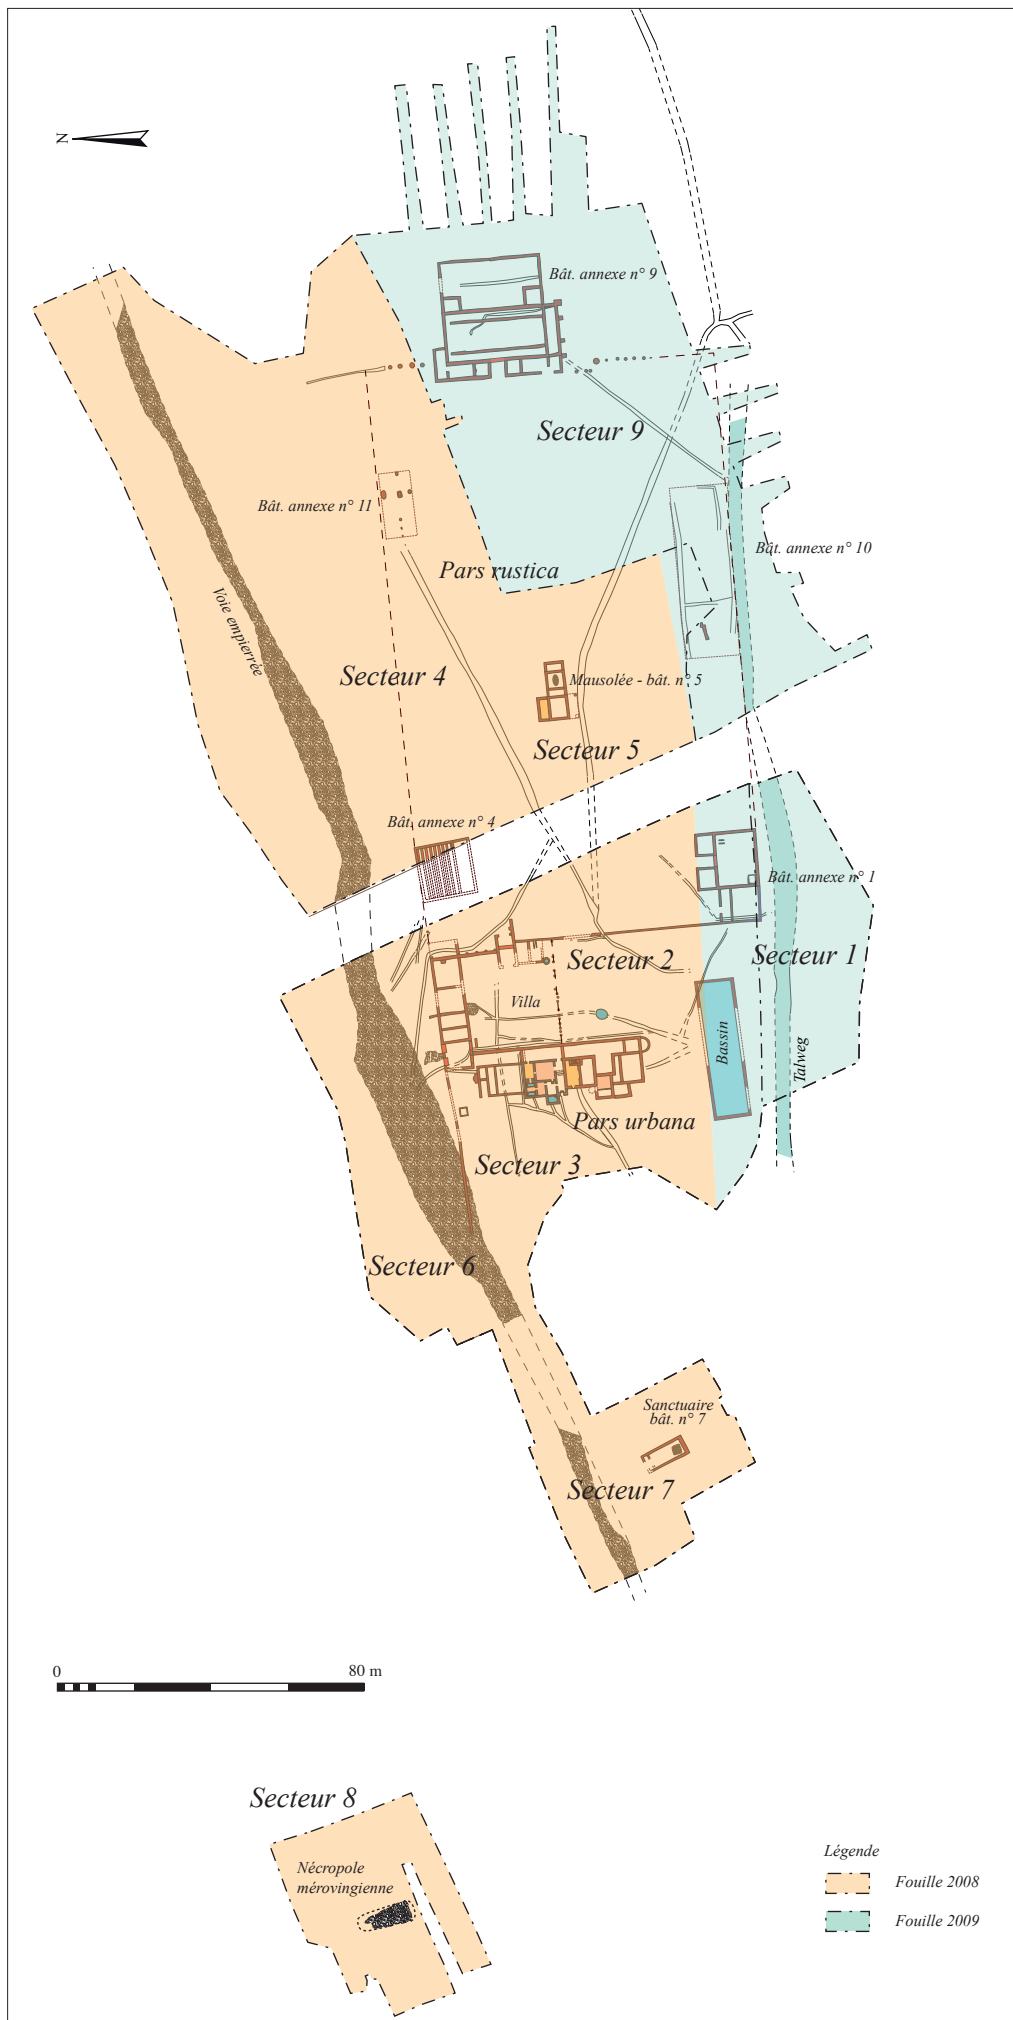 N
Bât. annexe n° 9
Secteur 9
Bât. annexe n° 11
Bât. annexe n° 10
Pars rustica
Voie empierrée
Secteur 4
Mausolée - bât. n° 5
Secteur 5
Bât. annexe n° 4
Bât. annexe n° 1
Secteur 2
Secteur 1
Villa
Bassin
Talweg
Pars urbana
Secteur 3
Secteur 6
Sanctuaire
bât. n° 7
Secteur 7
0
80 m
Secteur 8
Nécropole
mérovingienne
Légende
Fouille 2008
Fouille 2009